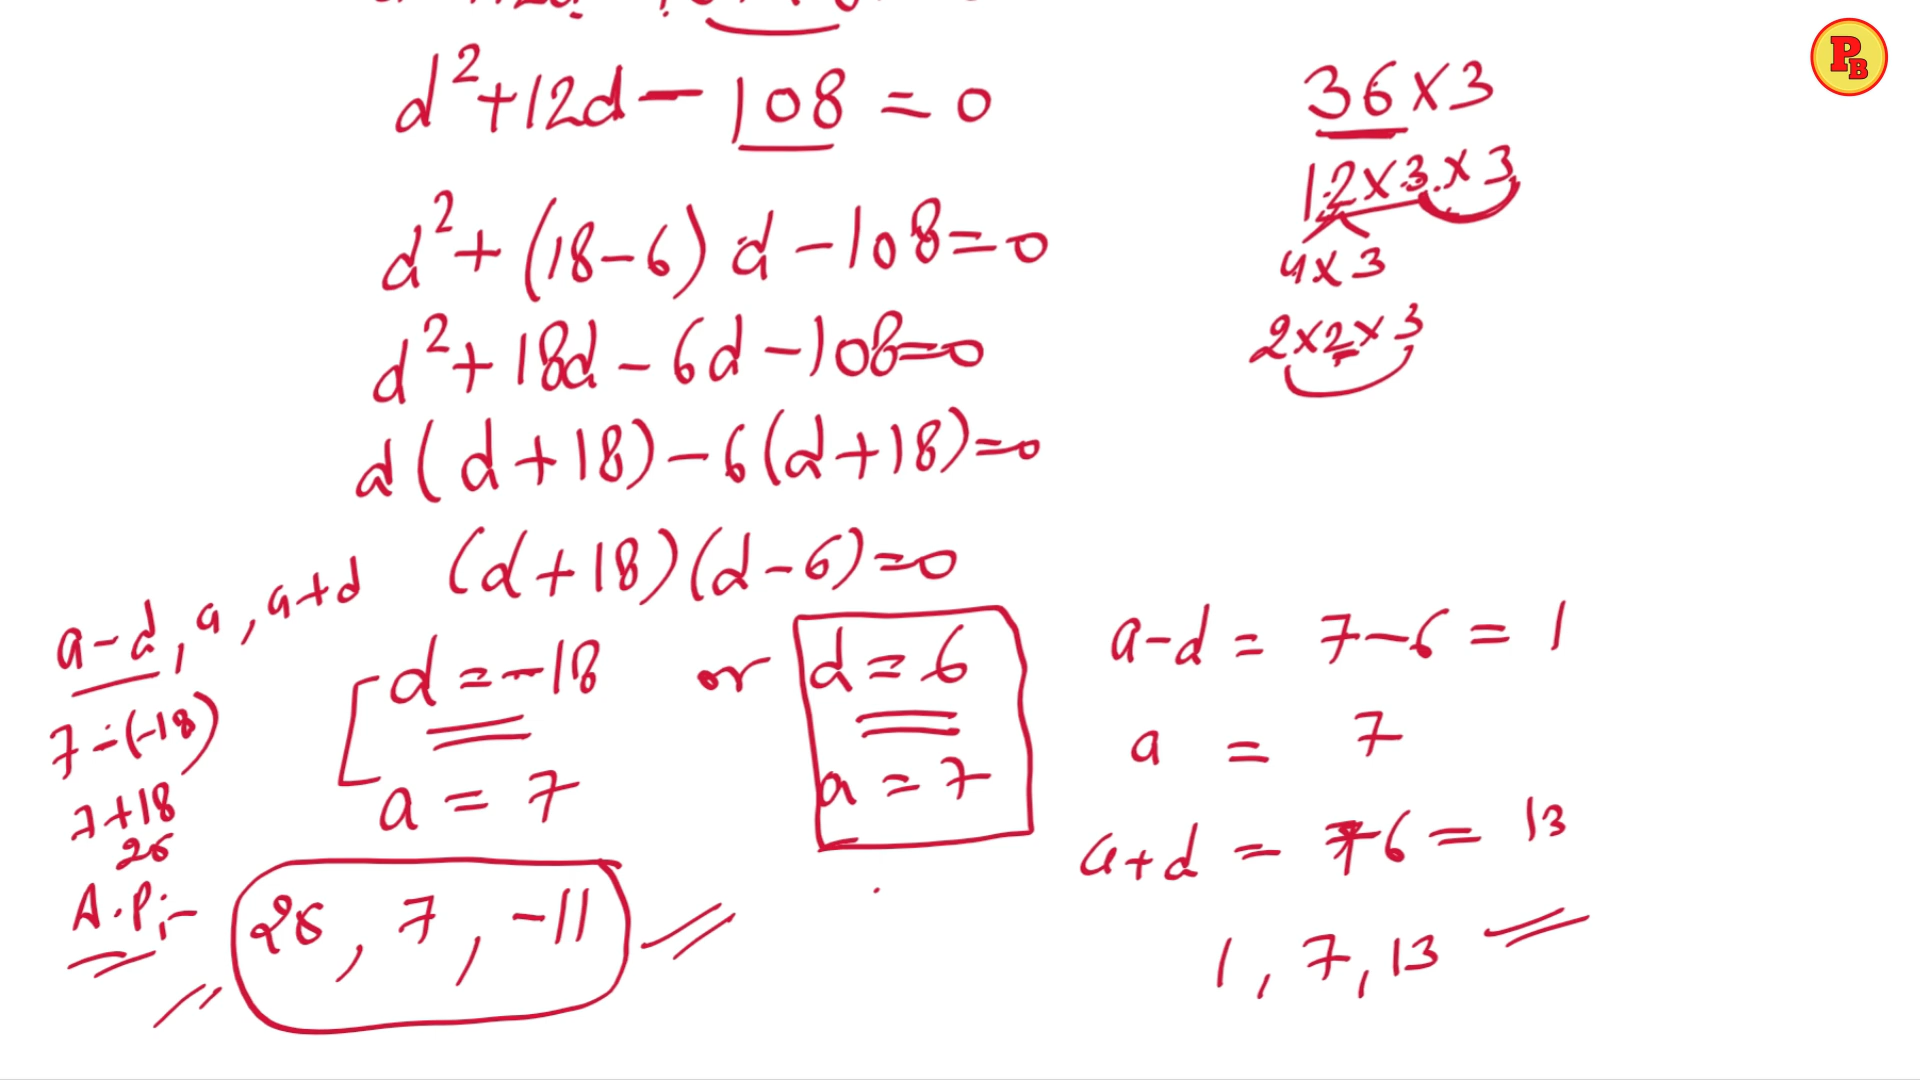 d²+12d-108=0
d²+(18-6)d-108=0
d²+18d-6d-108=0
d(d+18)-6(d+18)=0
(d+18)(d-6)=0
d=-18 or d=6
a=7 a=7
36×3
12×3×3
4×3
2×2×3
a-d, a, a+d
7-(-18)
7+18
25
A.P:-
25, 7, -11
a-d = 7-6 = 1
a = 7
a+d = 6 = 13
1, 7, 13
PB